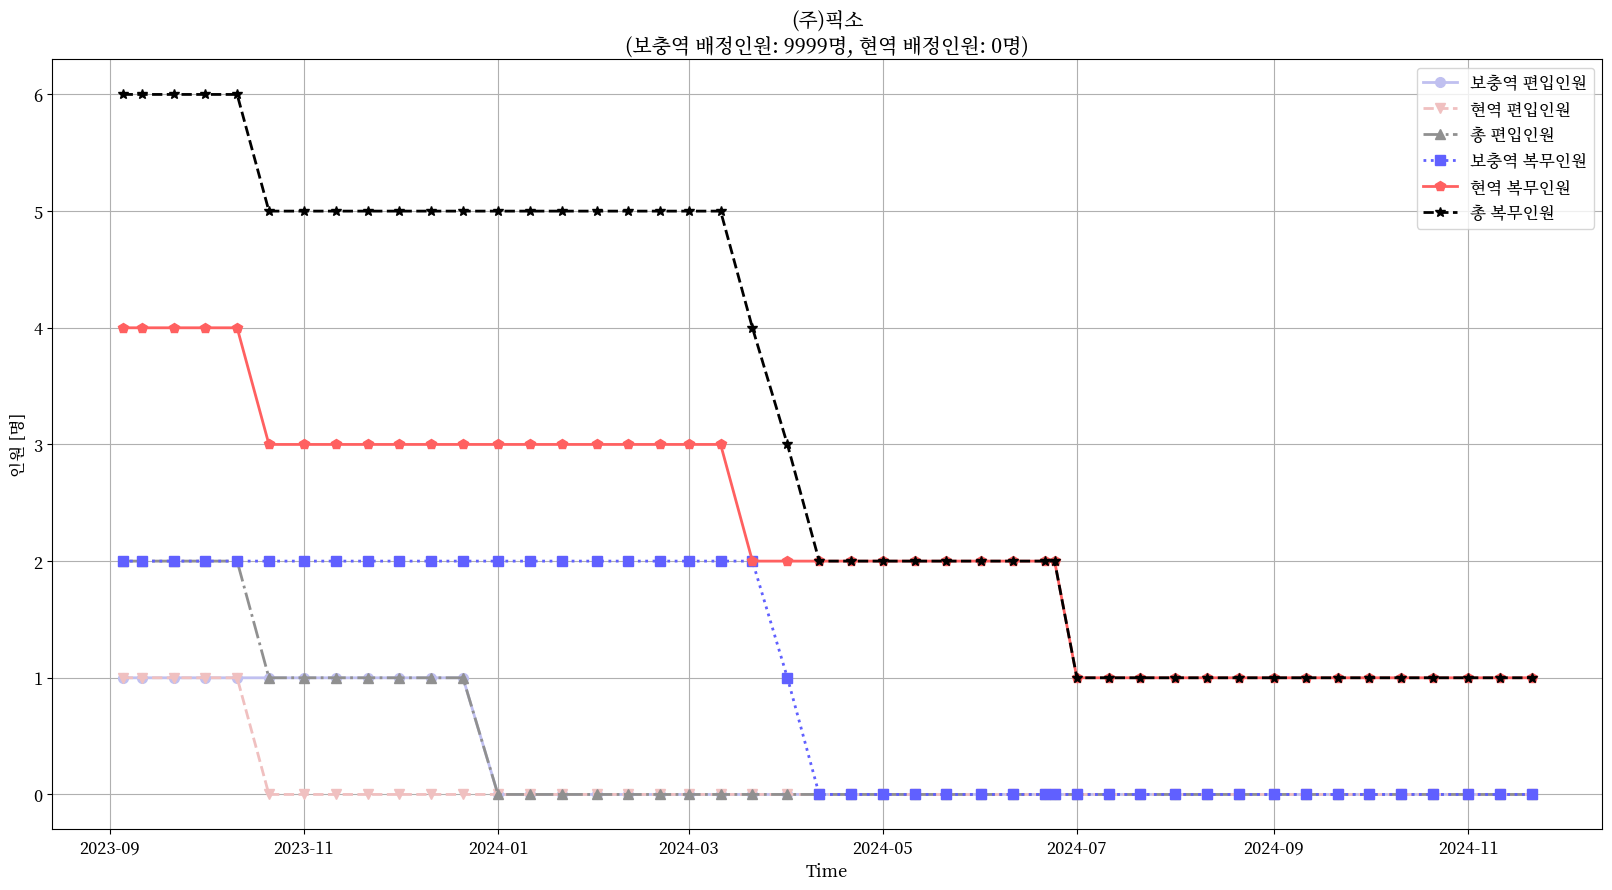 (주)픽소
(보충역 배정인원: 9999명, 현역 배정인원: 0명)
보충역 편입인원
현역 편입인원
총 편입인원
보충역 복무인원
현역 복무인원
총 복무인원
인원 [명]
6
5
4
3
2
1
0
2023-09 2023-11 2024-01 2024-03 2024-05 2024-07 2024-09 2024-11
Time